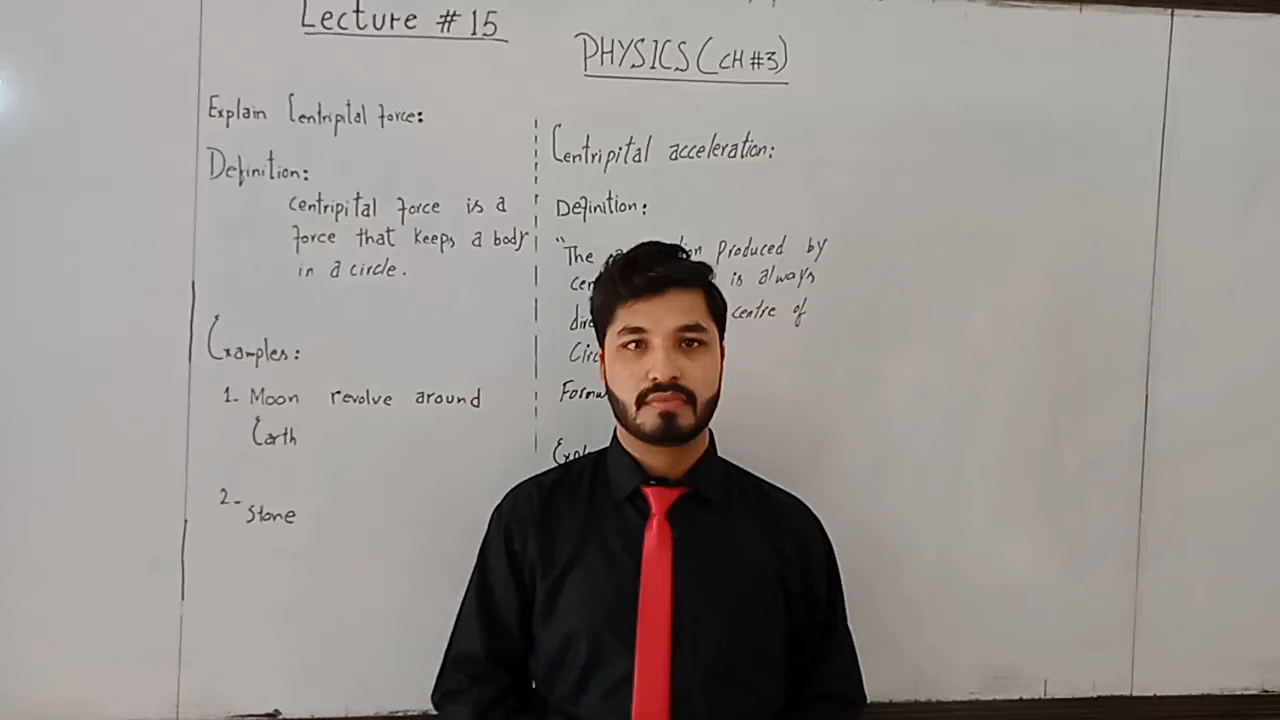 Lecture # 15
PHYSICS (CH #3)
Explain Centripital force:
Definition:
centripital force is a
force that keeps a body
in a circle.
Examples:
1- Moon revolve around
Earth
2- Stone
Centripital acceleration:
Definition:
"The produced by
is always
centre of